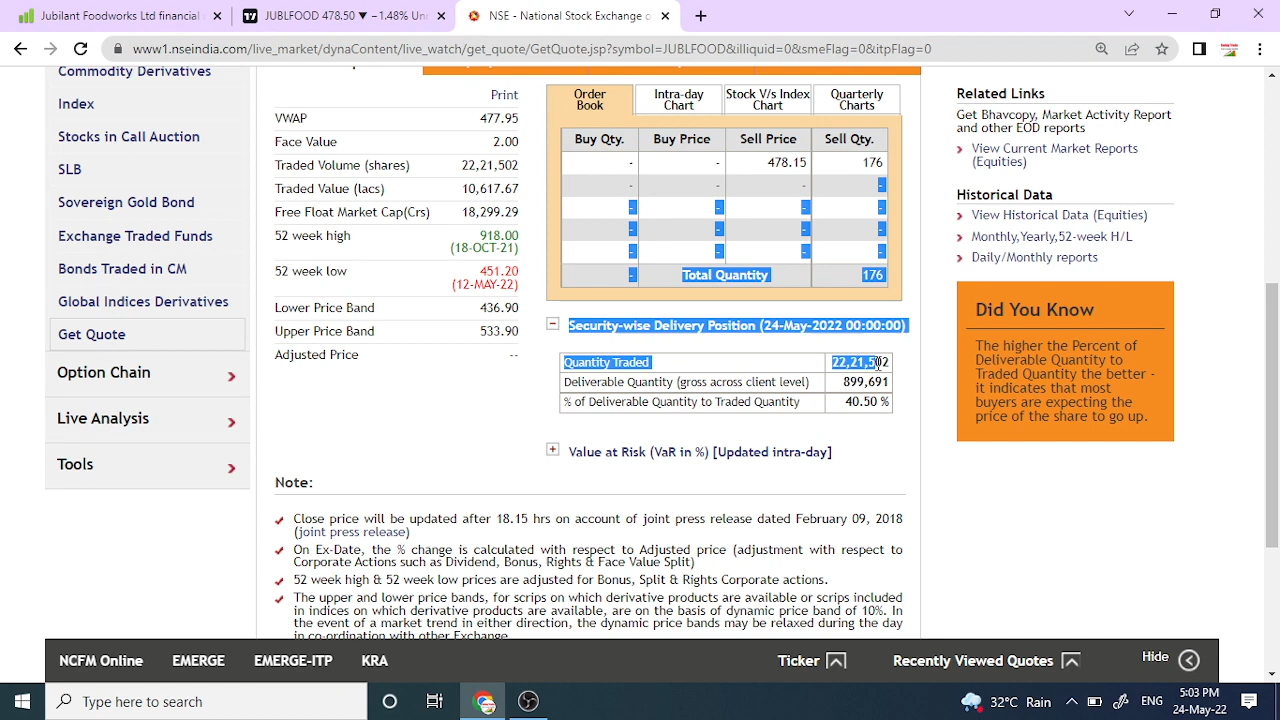 Jubilant Foodworks Ltd financial
JUBLFOOD 478.50 ▼ −1.48% Un
NSE - National Stock Exchange o
www1.nseindia.com/live_market/dynaContent/live_watch/get_quote/GetQuote.jsp?symbol=JUBLFOOD&illiquid=0&smeFlag=0&itpFlag=0
Commodity Derivatives
Index
Stocks in Call Auction
SLB
Sovereign Gold Bond
Exchange Traded Funds
Bonds Traded in CM
Global Indices Derivatives
Get Quote
Option Chain
Live Analysis
Tools
Print
VWAP 477.95
Face Value 2.00
Traded Volume (shares) 22,21,502
Traded Value (lacs) 10,617.67
Free Float Market Cap(Crs) 18,299.29
52 week high 918.00
(18-OCT-21)
52 week low 451.20
(12-MAY-22)
Lower Price Band 436.90
Upper Price Band 533.90
Adjusted Price --
Order
Book
Intra-day
Chart
Stock V/s Index
Chart
Quarterly
Charts
Buy Qty. Buy Price Sell Price Sell Qty.
- - 478.15 176
- - - -
- - - -
- - - -
- - - -
- Total Quantity 176
Security-wise Delivery Position (24-May-2022 00:00:00)
Quantity Traded 22,21,502
Deliverable Quantity (gross across client level) 899,691
% of Deliverable Quantity to Traded Quantity 40.50 %
Value at Risk (VaR in %) [Updated intra-day]
Note:
Close price will be updated after 18.15 hrs on account of joint press release dated February 09, 2018
(joint press release)
On Ex-Date, the % change is calculated with respect to Adjusted price (adjustment with respect to
Corporate Actions such as Dividend, Bonus, Rights & Face Value Split)
52 week high & 52 week low prices are adjusted for Bonus, Split & Rights Corporate actions.
The upper and lower price bands, for scrips on which derivative products are available or scrips included
in indices on which derivative products are available, are on the basis of dynamic price band of 10%. In
the event of a market trend in either direction, the dynamic price bands may be relaxed during the day
in co-ordination with other Exchange.
Related Links
Get Bhavcopy, Market Activity Report
and other EOD reports
View Current Market Reports
(Equities)
Historical Data
View Historical Data (Equities)
Monthly,Yearly,52-week H/L
Daily/Monthly reports
Did You Know
The higher the Percent of
Deliverable Quantity to
Traded Quantity the better -
it indicates that most
buyers are expecting the
price of the share to go up.
NCFM Online EMERGE EMERGE-ITP KRA
Ticker Recently Viewed Quotes Hide
Type here to search
32°C Rain
ENG
5:03 PM
24-May-22